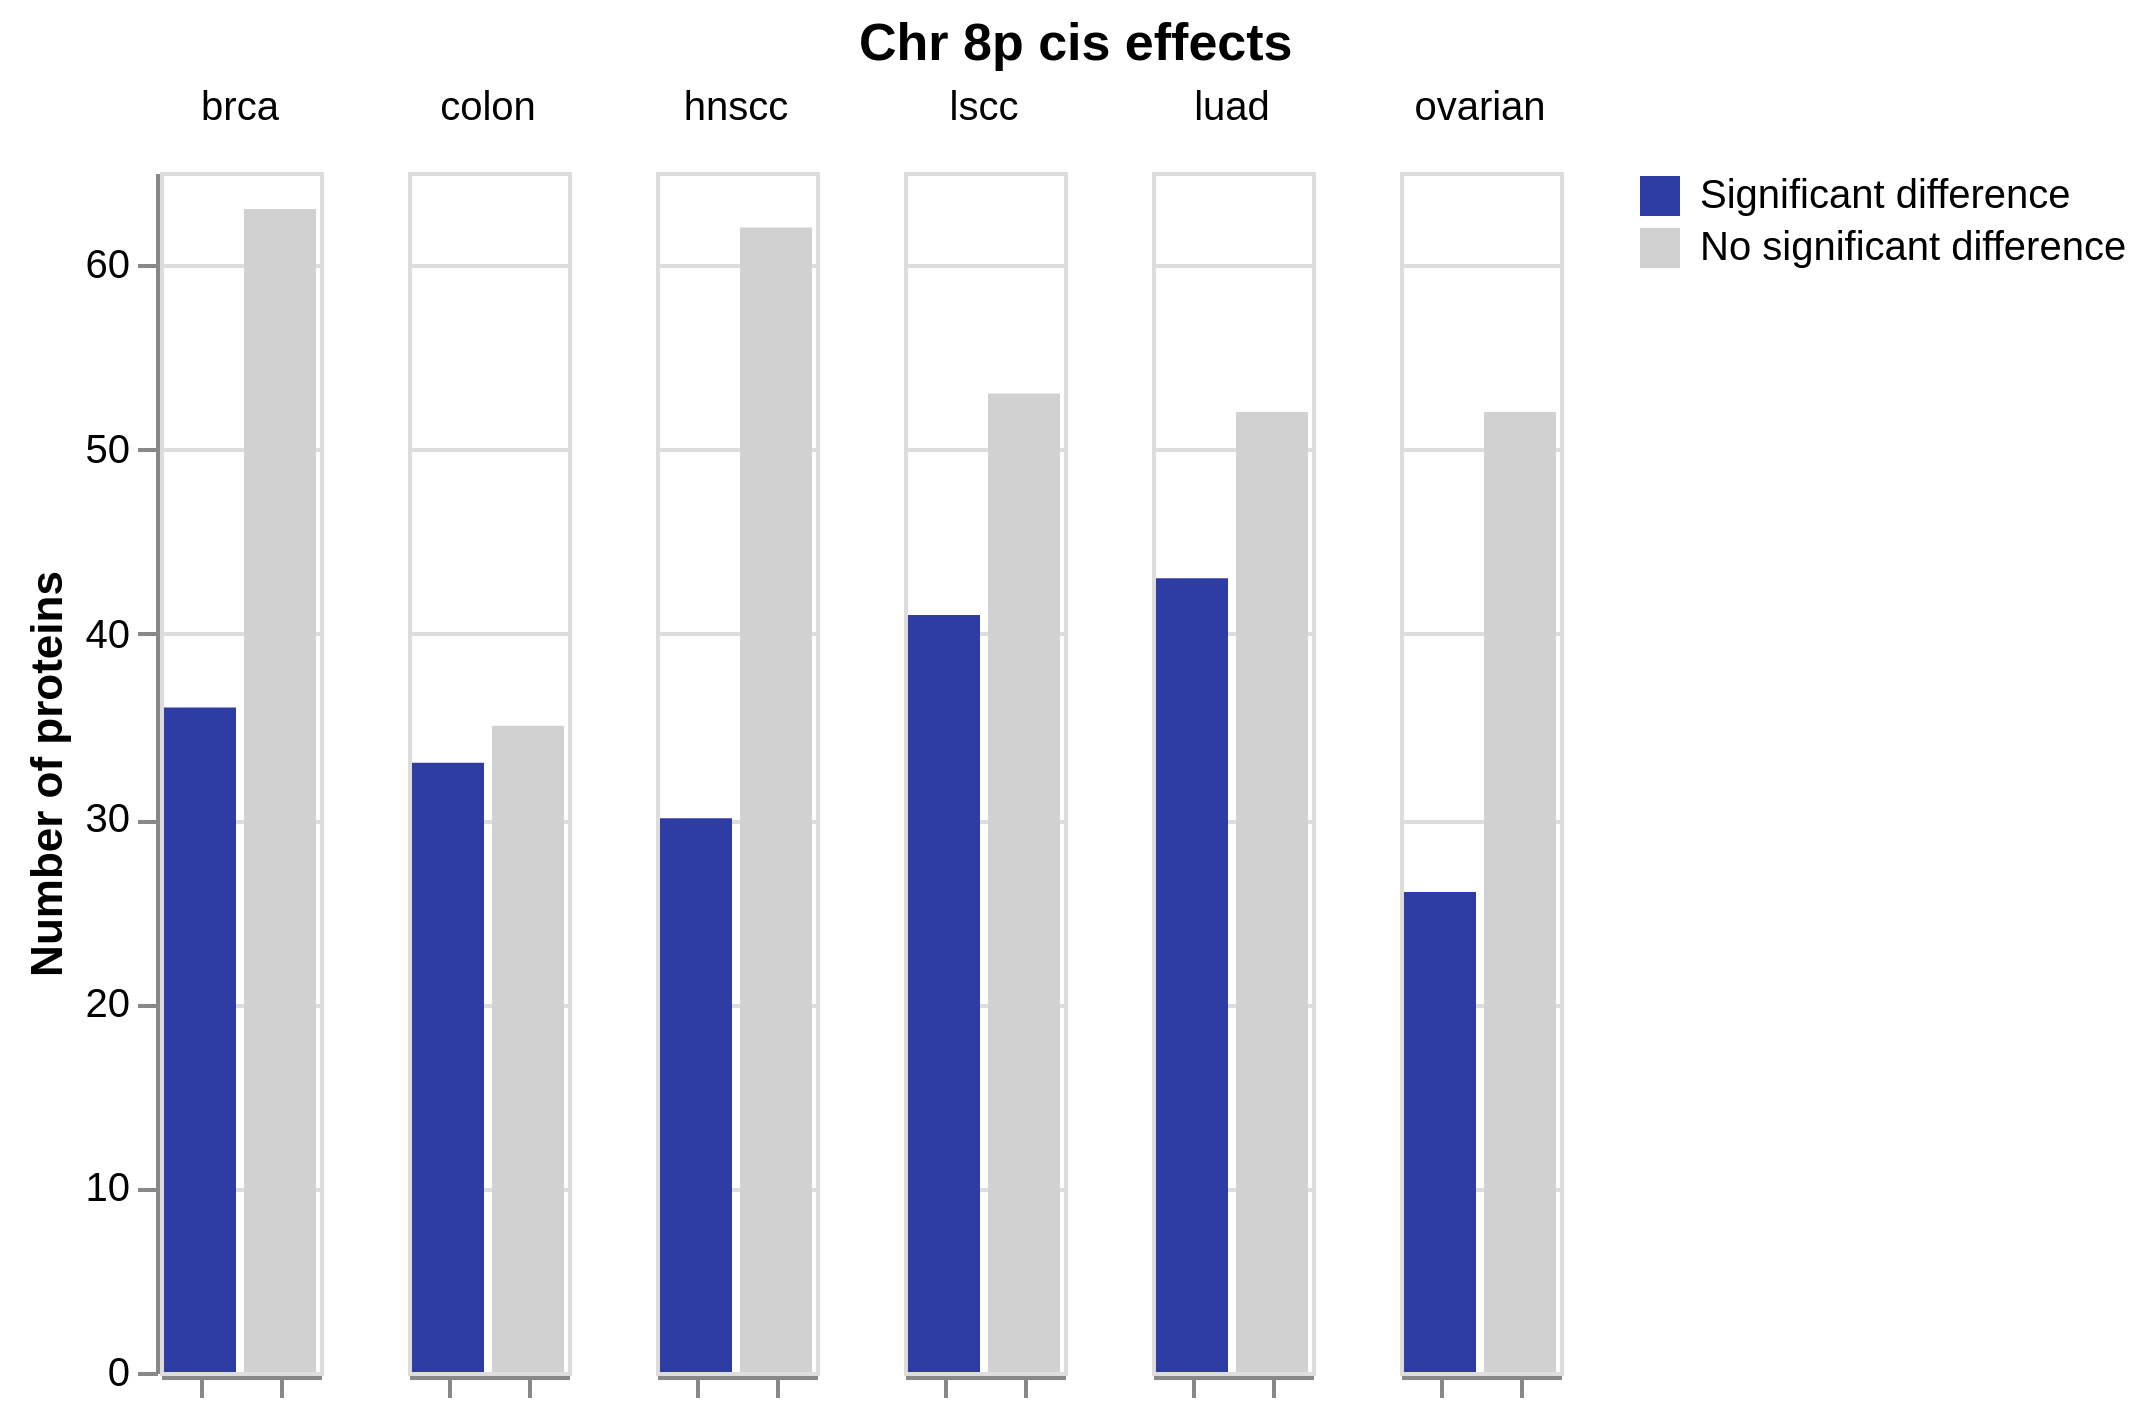 Chr 8p cis effects
brca colon hnscc lscc luad ovarian
Significant difference
No significant difference
Number of proteins
60
50
40
30
20
10
0